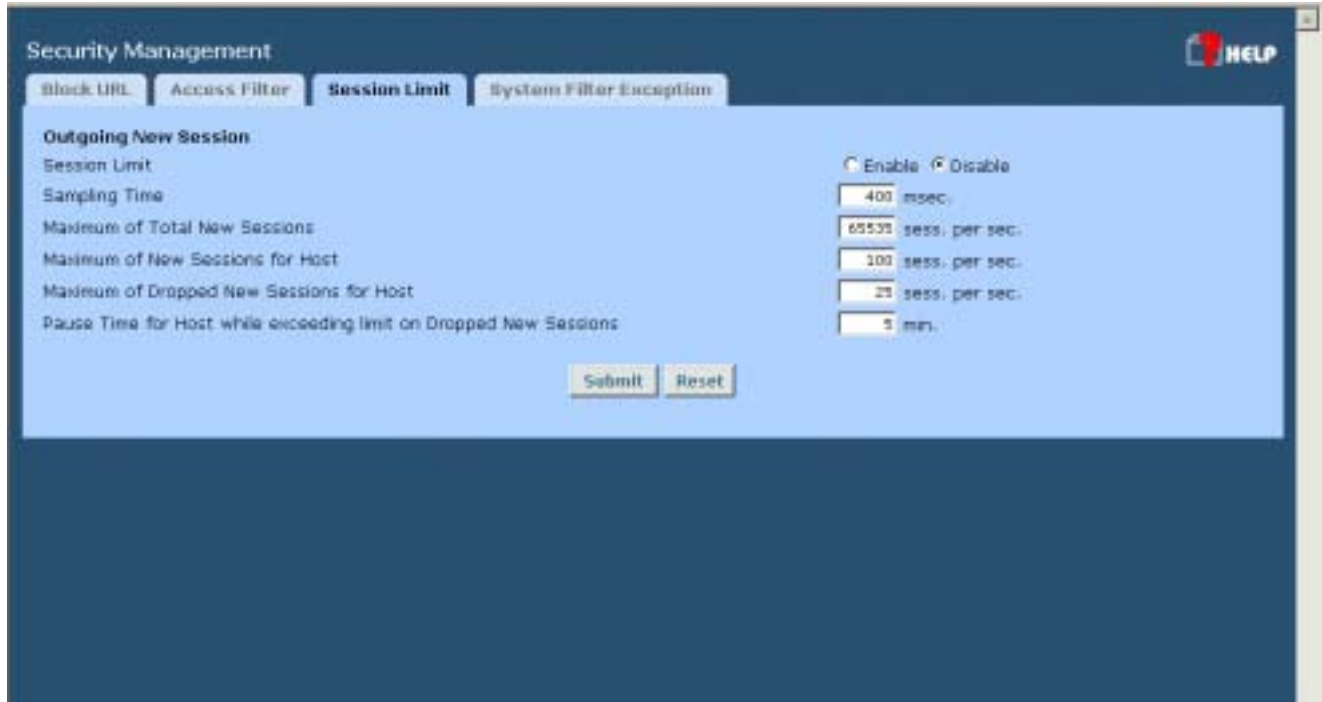 Security Management
HELP
Block URL Access Filter Session Limit System Filter Exception
Outgoing New Session
Session Limit Enable Disable
Sampling Time 400 msec.
Maximum of Total New Sessions 65535 sess. per sec.
Maximum of New Sessions for Host 100 sess. per sec.
Maximum of Dropped New Sessions for Host 25 sess. per sec.
Pause Time for Host while exceeding limit on Dropped New Sessions 5 min.
Submit Reset